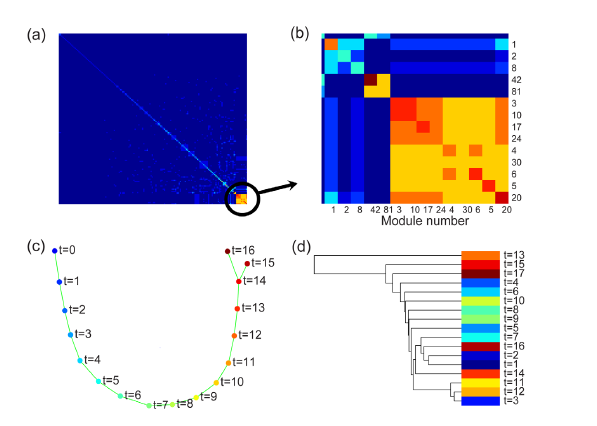 (a)
(b)
1
2
8
42
81
3
10
17
24
4
30
6
5
20
1 2 8 42 81 3 10 17 24 4 30 6 5 20
Module number
(c)
t=0
t=1
t=2
t=3
t=4
t=5
t=6
t=7
t=8
t=9
t=10
t=11
t=12
t=13
t=14
t=15
t=16
(d)
t=13
t=15
t=17
t=4
t=6
t=10
t=8
t=9
t=5
t=7
t=16
t=2
t=1
t=14
t=11
t=12
t=3